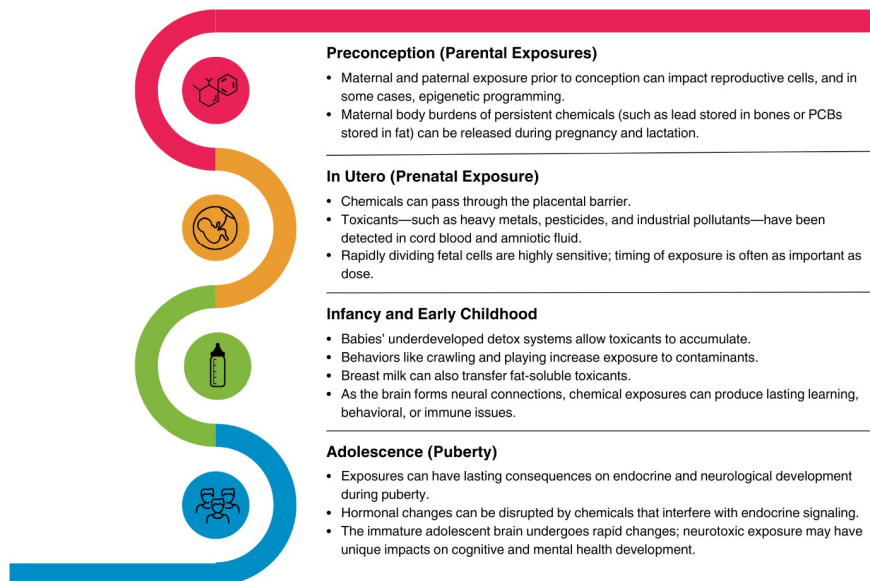 Preconception (Parental Exposures)
• Maternal and paternal exposure prior to conception can impact reproductive cells, and in
some cases, epigenetic programming.
• Maternal body burdens of persistent chemicals (such as lead stored in bones or PCBs
stored in fat) can be released during pregnancy and lactation.
In Utero (Prenatal Exposure)
• Chemicals can pass through the placental barrier.
• Toxicants—such as heavy metals, pesticides, and industrial pollutants—have been
detected in cord blood and amniotic fluid.
• Rapidly dividing fetal cells are highly sensitive; timing of exposure is often as important as
dose.
Infancy and Early Childhood
• Babies’ underdeveloped detox systems allow toxicants to accumulate.
• Behaviors like crawling and playing increase exposure to contaminants.
• Breast milk can also transfer fat-soluble toxicants.
• As the brain forms neural connections, chemical exposures can produce lasting learning,
behavioral, or immune issues.
Adolescence (Puberty)
• Exposures can have lasting consequences on endocrine and neurological development
during puberty.
• Hormonal changes can be disrupted by chemicals that interfere with endocrine signaling.
• The immature adolescent brain undergoes rapid changes; neurotoxic exposure may have
unique impacts on cognitive and mental health development.